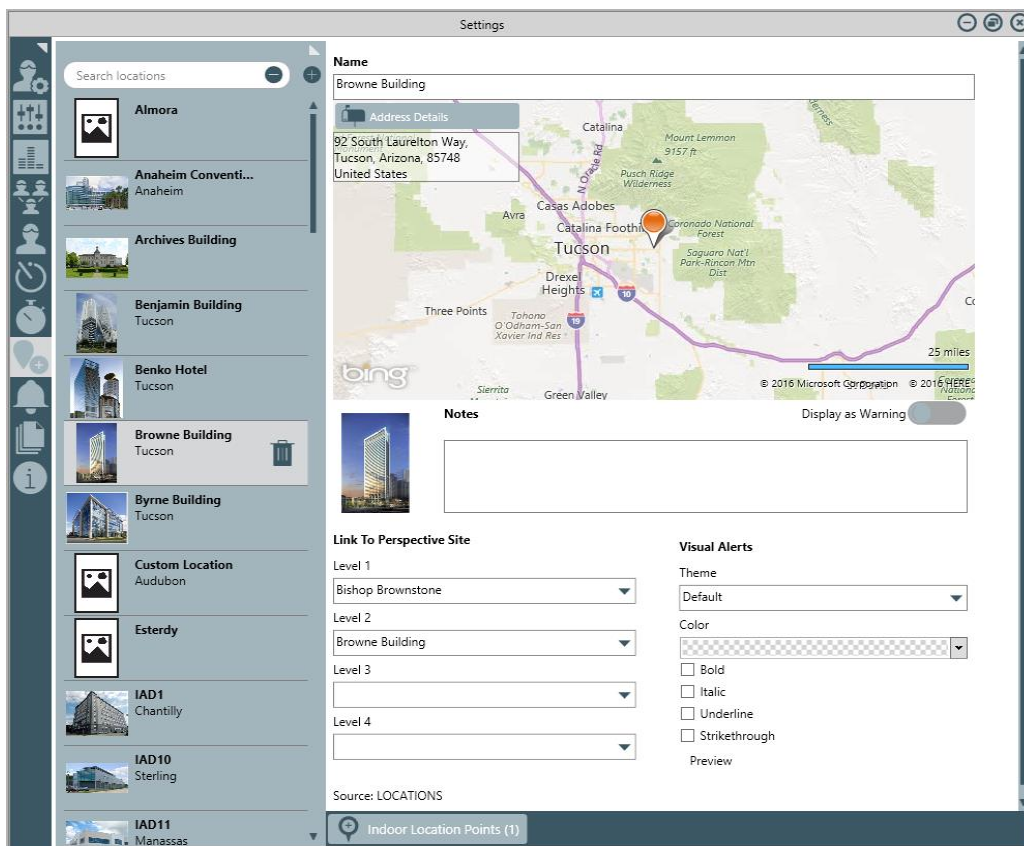 Settings
Search locations
Almora
Anaheim Conventi...
Anaheim
Archives Building
Benjamin Building
Tucson
Benko Hotel
Tucson
Browne Building
Tucson
Byrne Building
Tucson
Custom Location
Audubon
Esterdy
IAD1
Chantilly
IAD10
Sterling
IAD11
Manassas
Name
Browne Building
Address Details
92 South Laurelton Way,
Tucson, Arizona, 85748
United States
Catalina
Mount Lemmon
9157 ft
N Oracle Rd
Pusch Ridge
Wilderness
Casas Adobes
Avra
Catalina Foothi
Coronado National
Forest
Tucson
Saguaro Nat'l
Park-Rincon Mtn
Dist
Drexel
Heights
10
Three Points
Tohono
O'Odham-San
Xavier Ind Res
19
25 miles
bing
© 2016 Microsoft Corporation © 2016 HERE
Sierrita
Green Valley
Notes
Display as Warning
Link To Perspective Site
Level 1
Bishop Brownstone
Level 2
Browne Building
Level 3
Level 4
Source: LOCATIONS
Visual Alerts
Theme
Default
Color
Bold
Italic
Underline
Strikethrough
Preview
Indoor Location Points (1)